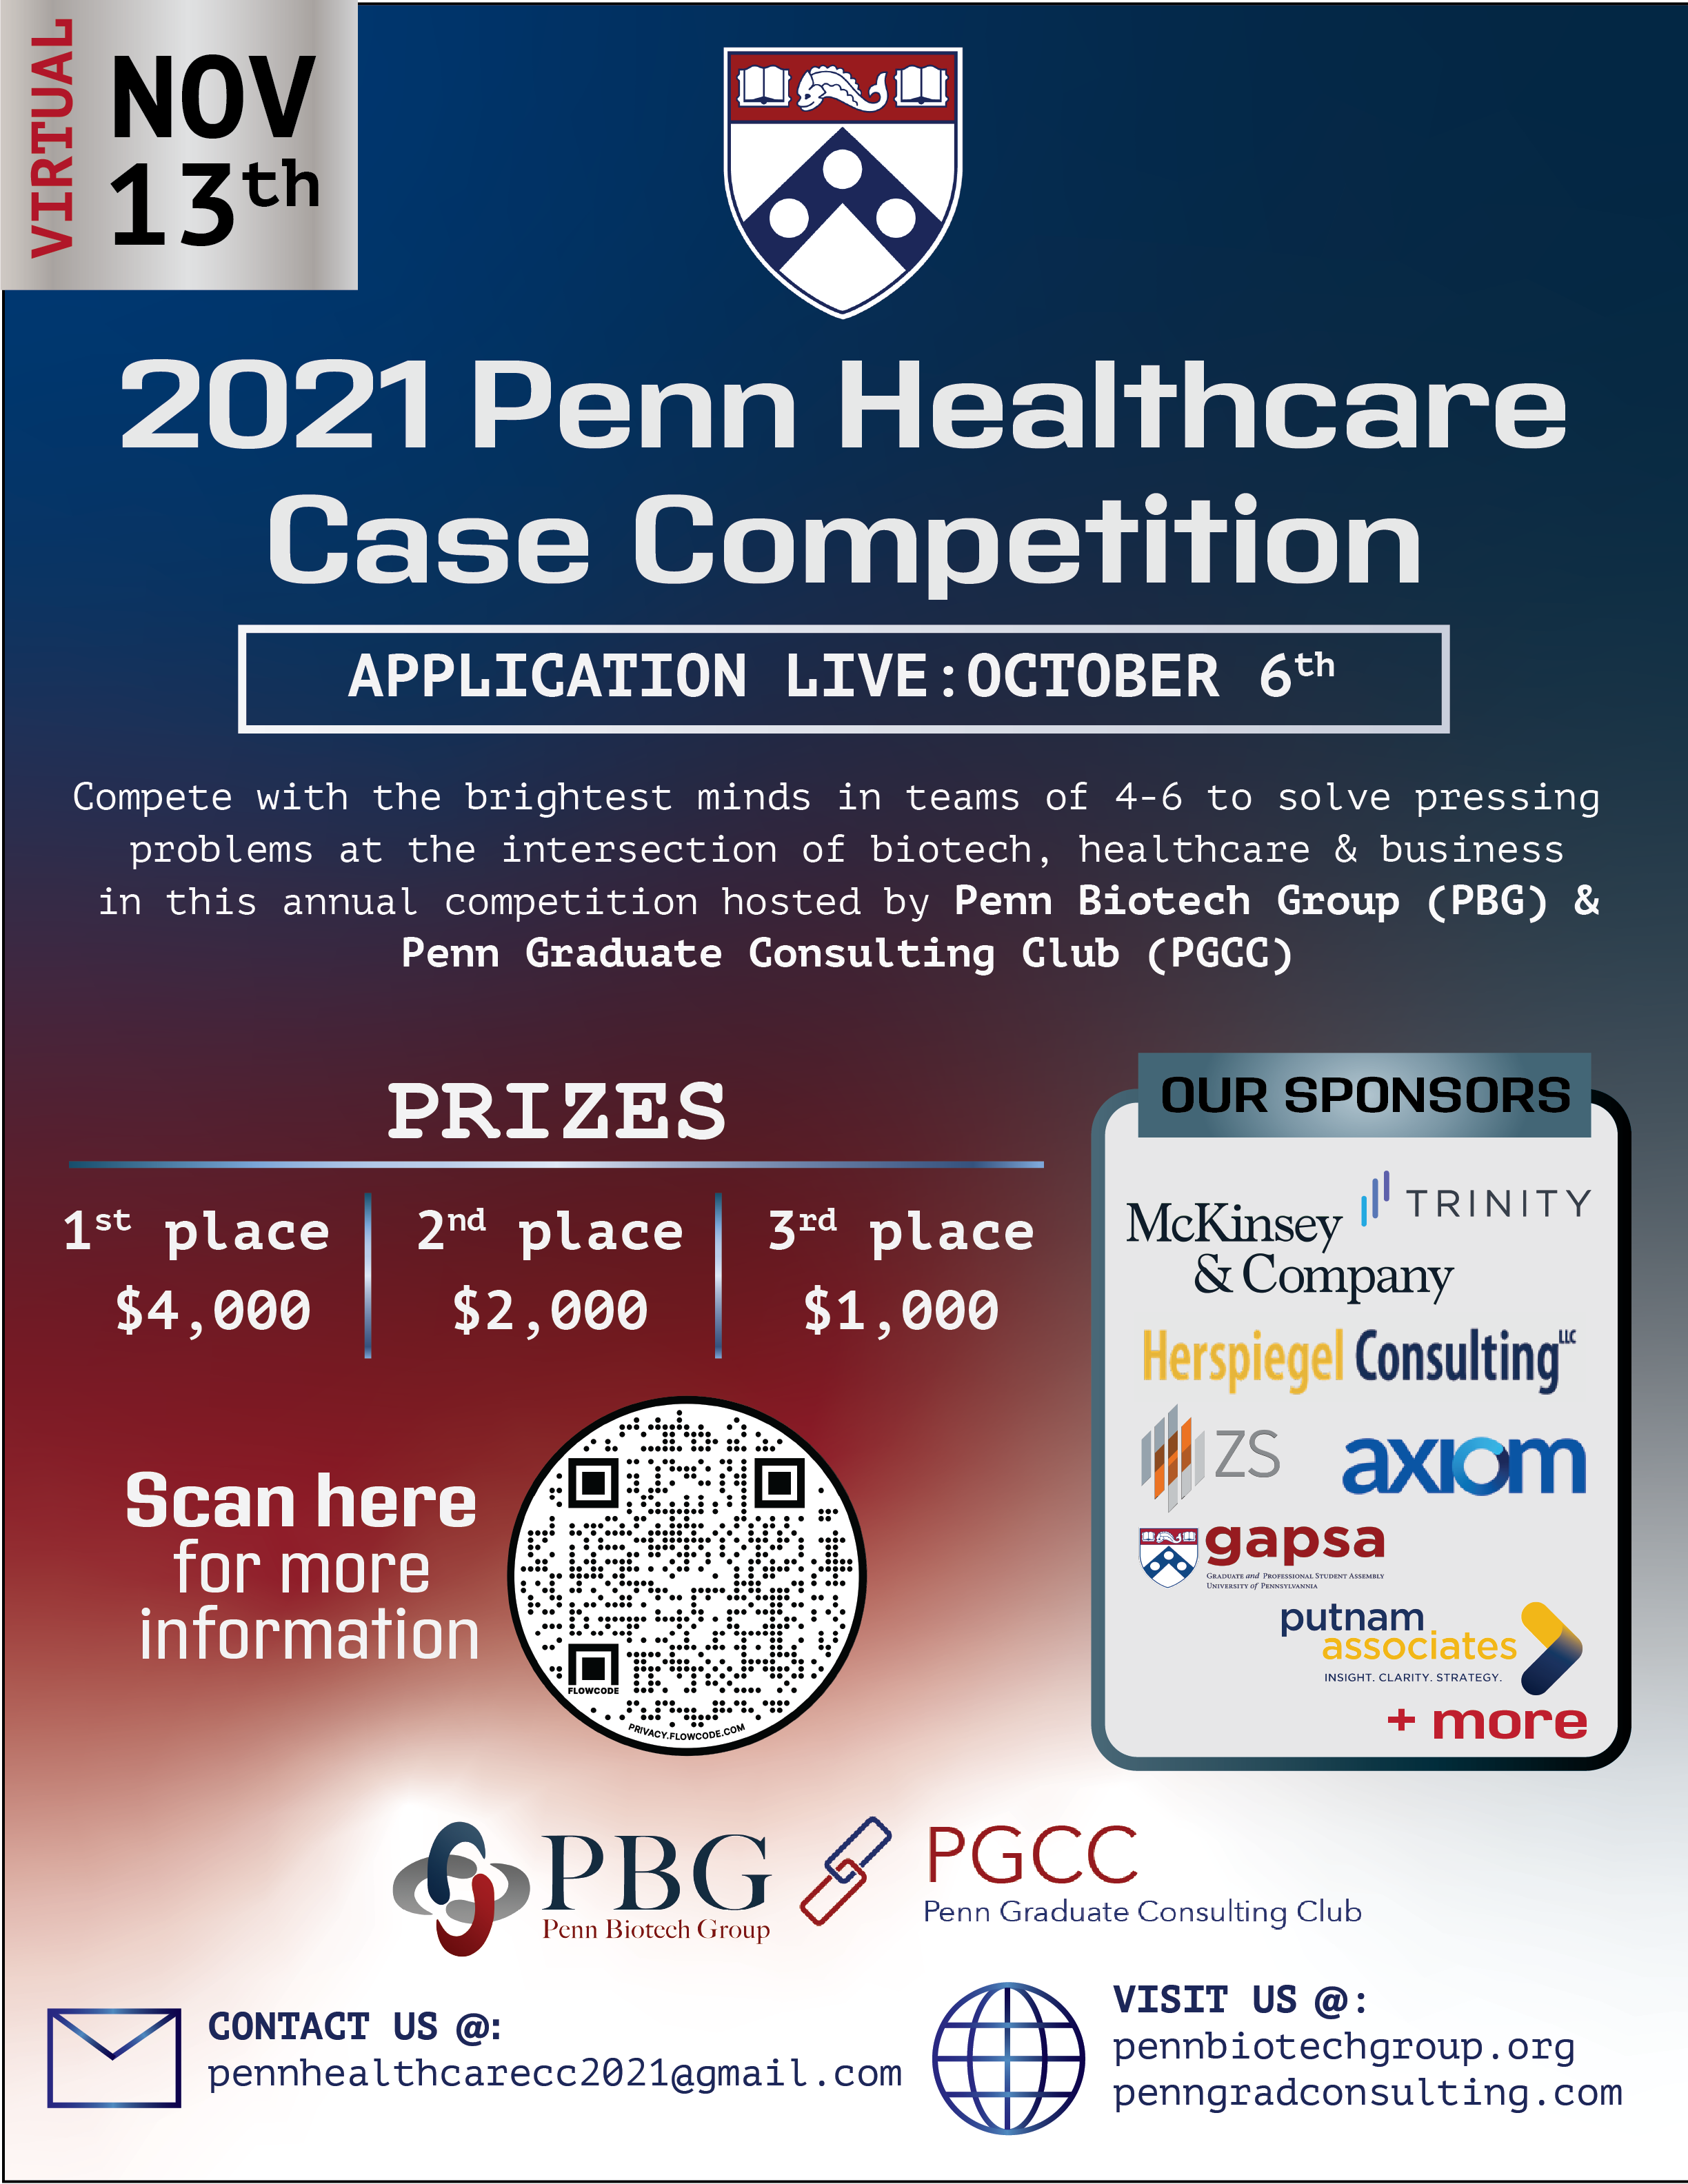 VIRTUAL
NOV
13th
2021 Penn Healthcare
Case Competition
APPLICATION LIVE:OCTOBER 6th
Compete with the brightest minds in teams of 4-6 to solve pressing
problems at the intersection of biotech, healthcare & business
in this annual competition hosted by Penn Biotech Group (PBG) &
Penn Graduate Consulting Club (PGCC)
PRIZES
1st place
$4,000
2nd place
$2,000
3rd place
$1,000
Scan here
for more
information
FLOWCODE
PRIVACY.FLOWCODE.COM
OUR SPONSORS
McKinsey
& Company
TRINITY
Herspiegel Consulting LLC
ZS
axiom
gapsa
GRADUATE and PROFESSIONAL STUDENT ASSEMBLY
UNIVERSITY of PENNSYLVANIA
putnam
associates
INSIGHT. CLARITY. STRATEGY.
+ more
PBG
Penn Biotech Group
PGCC
Penn Graduate Consulting Club
CONTACT US @:
pennhealthcarecc2021@gmail.com
VISIT US @:
pennbiotechgroup.org
penngradconsulting.com